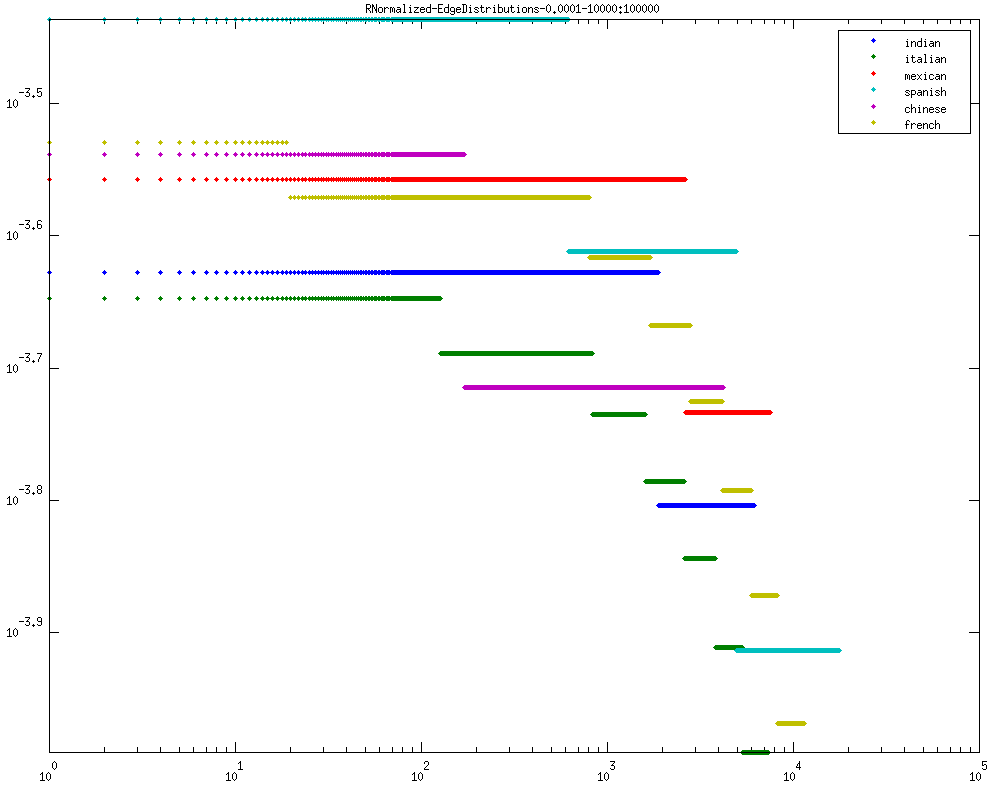 RNormalized-EdgeDistributions-0.0001-10000:100000
indian
italian
mexican
spanish
chinese
french
10^-3.5
10^-3.6
10^-3.7
10^-3.8
10^-3.9
10^0 10^1 10^2 10^3 10^4 10^5